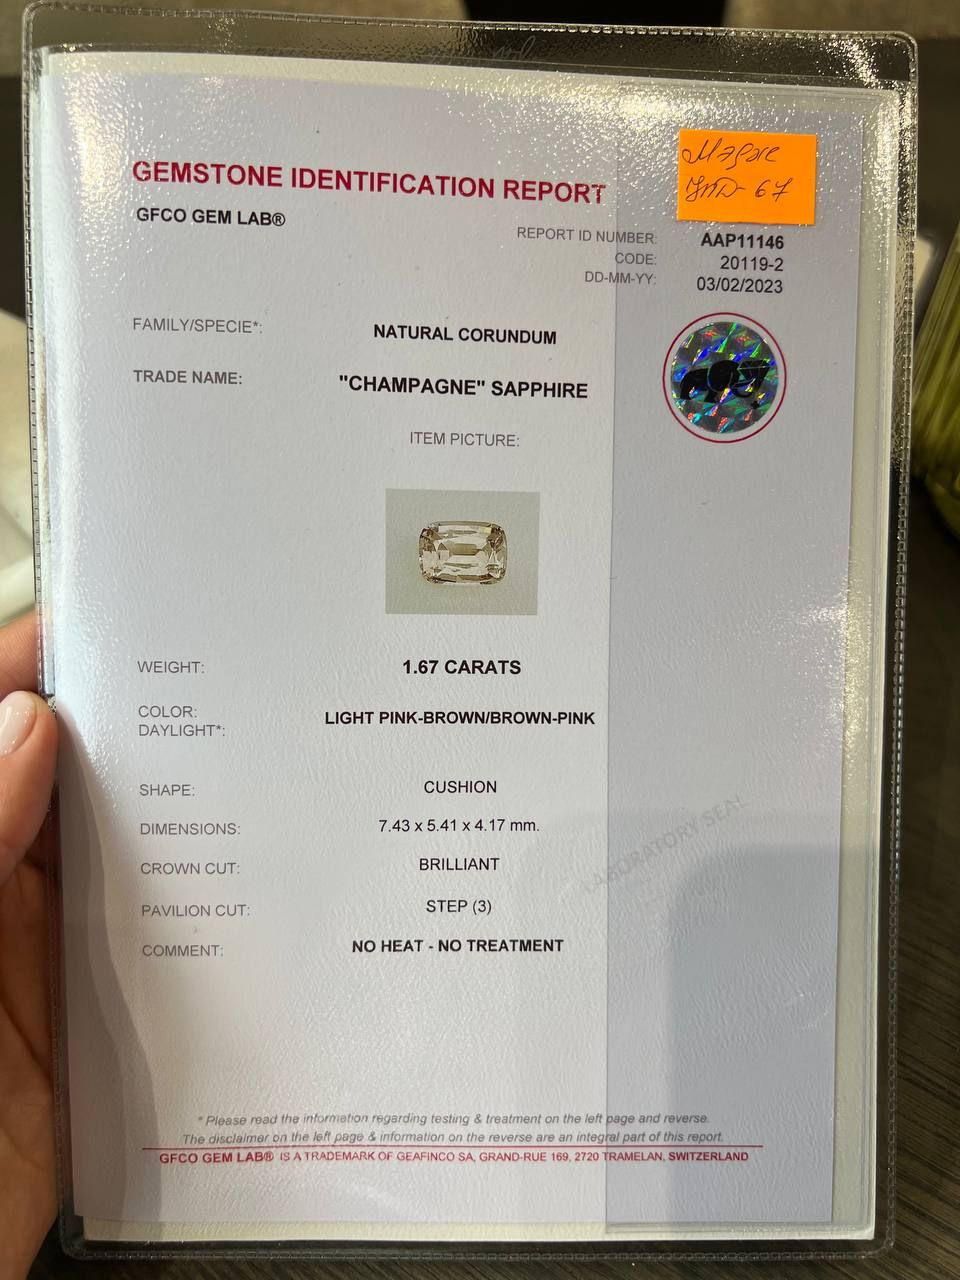 GEMSTONE IDENTIFICATION REPORT
GFCO GEM LAB®
67
REPORT ID NUMBER: AAP11146
CODE: 20119-2
DD-MM-YY: 03/02/2023
FAMILY/SPECIE*: NATURAL CORUNDUM
TRADE NAME: "CHAMPAGNE" SAPPHIRE
ITEM PICTURE:
WEIGHT: 1.67 CARATS
COLOR:
DAYLIGHT*: LIGHT PINK-BROWN/BROWN-PINK
SHAPE: CUSHION
DIMENSIONS: 7.43 x 5.41 x 4.17 mm.
LABORATORY SEAL
CROWN CUT: BRILLIANT
PAVILION CUT: STEP (3)
COMMENT: NO HEAT - NO TREATMENT
* Please read the information regarding testing & treatment on the left page and reverse.
The disclaimer on the left page & information on the reverse are an integral part of this report.
GFCO GEM LAB® IS A TRADEMARK OF GEAFINCO SA, GRAND-RUE 169, 2720 TRAMELAN, SWITZERLAND